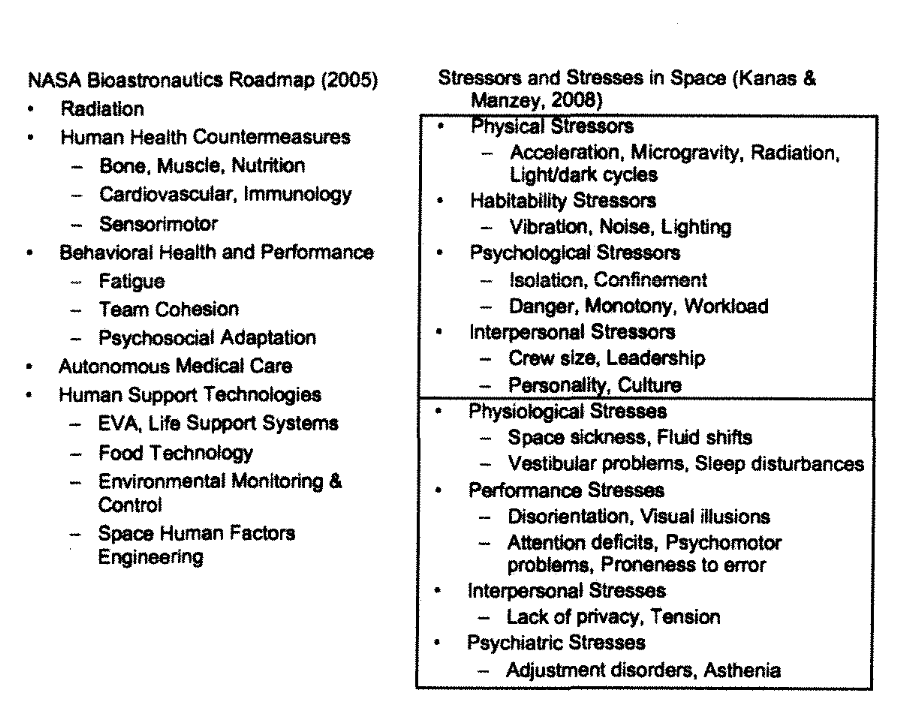 NASA Bioastronautics Roadmap (2005)
• Radiation
• Human Health Countermeasures
– Bone, Muscle, Nutrition
– Cardiovascular, Immunology
– Sensorimotor
• Behavioral Health and Performance
– Fatigue
– Team Cohesion
– Psychosocial Adaptation
• Autonomous Medical Care
• Human Support Technologies
– EVA, Life Support Systems
– Food Technology
– Environmental Monitoring &
Control
– Space Human Factors
Engineering
Stressors and Stresses in Space (Kanas &
Manzey, 2008)
• Physical Stressors
– Acceleration, Microgravity, Radiation,
Light/dark cycles
• Habitability Stressors
– Vibration, Noise, Lighting
• Psychological Stressors
– Isolation, Confinement
– Danger, Monotony, Workload
• Interpersonal Stressors
– Crew size, Leadership
– Personality, Culture
• Physiological Stresses
– Space sickness, Fluid shifts
– Vestibular problems, Sleep disturbances
• Performance Stresses
– Disorientation, Visual illusions
– Attention deficits, Psychomotor
problems, Proneness to error
• Interpersonal Stresses
– Lack of privacy, Tension
• Psychiatric Stresses
– Adjustment disorders, Asthenia